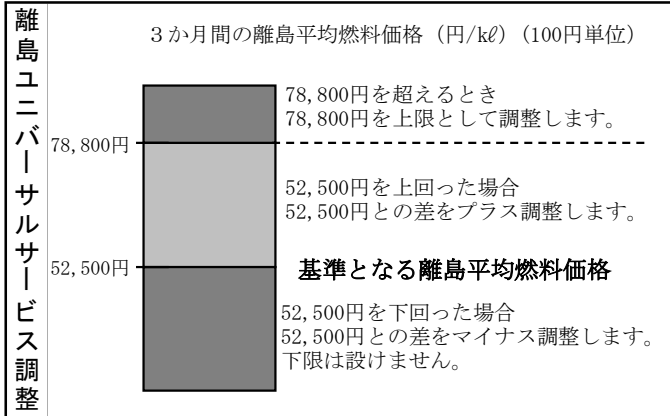 離島ユニバーサルサービス調整
３か月間の離島平均燃料価格（円/kℓ）（100円単位）
78,800円を超えるとき
78,800円を上限として調整します。
78,800円
52,500円を上回った場合
52,500円との差をプラス調整します。
52,500円
基準となる離島平均燃料価格
52,500円を下回った場合
52,500円との差をマイナス調整します。
下限は設けません。